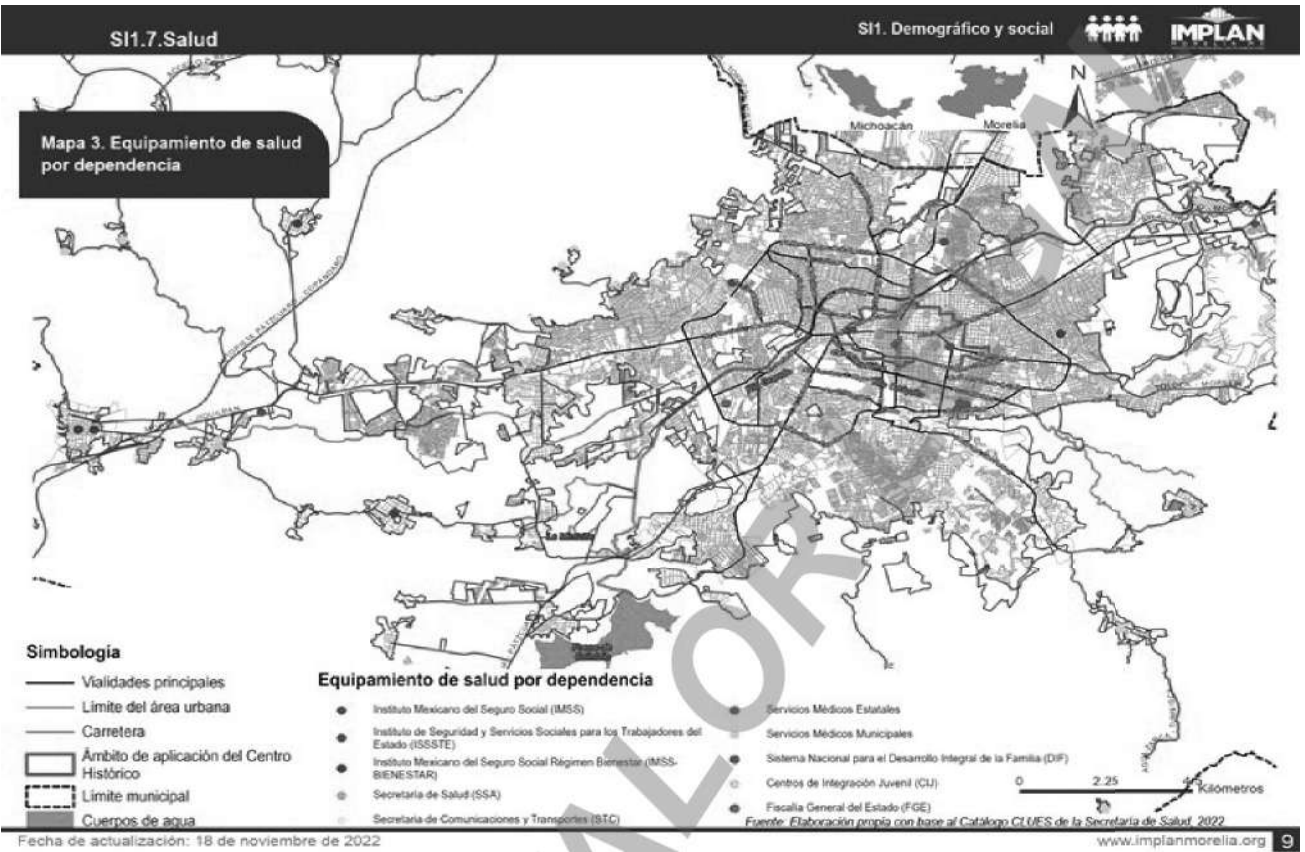 SI1.7.Salud
SI1. Demográfico y social
IMPLAN
MORELIA.MX
Mapa 3. Equipamiento de salud
por dependencia
N
Michoacán
Morelia
Simbología
Vialidades principales
Límite del área urbana
Carretera
Ámbito de aplicación del Centro
Histórico
Límite municipal
Cuerpos de agua
Equipamiento de salud por dependencia
Instituto Mexicano del Seguro Social (IMSS)
Instituto de Seguridad y Servicios Sociales para los Trabajadores del
Estado (ISSSTE)
Instituto Mexicano del Seguro Social Régimen Bienestar (IMSS-
BIENESTAR)
Secretaría de Salud (SSA)
Secretaría de Comunicaciones y Transportes (STC)
Servicios Médicos Estatales
Servicios Médicos Municipales
Sistema Nacional para el Desarrollo Integral de la Familia (DIF)
Centros de Integración Juvenil (CIJ)
Fiscalía General del Estado (FGE)
0 2.25 4.5
Kilómetros
Fuente: Elaboración propia con base al Catálogo CLUES de la Secretaría de Salud, 2022
Fecha de actualización: 18 de noviembre de 2022
www.implanmorelia.org 9